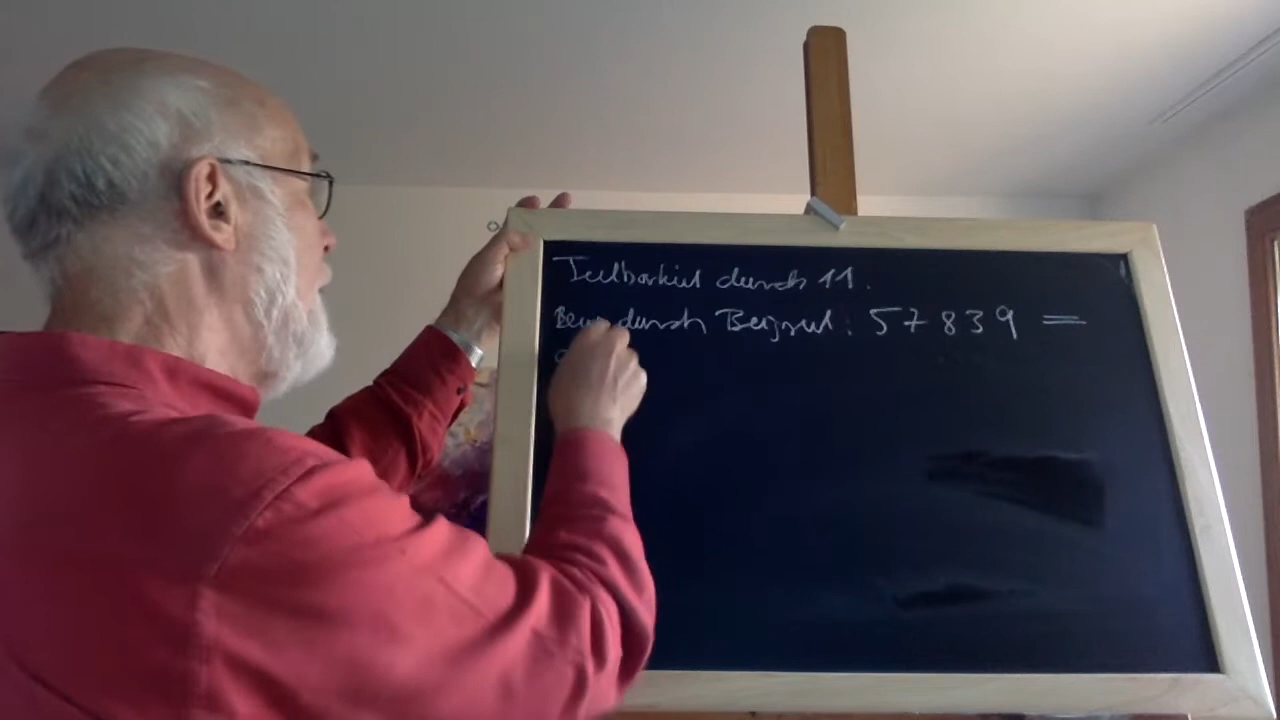 Teilbarkeit durch 11.
durch Beispiel: 57839 =